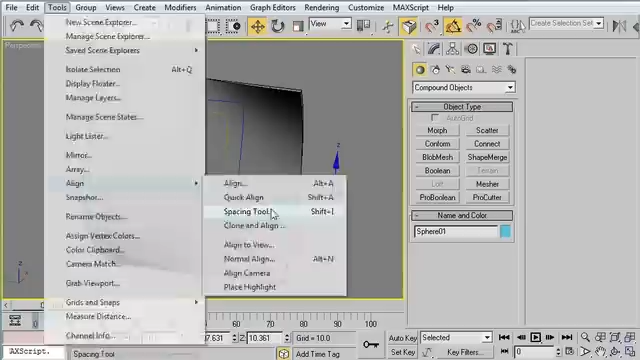 File Edit Tools Group Views Create Modifiers Animation Graph Editors Rendering Customize MAXScript Help
View
Create Selection Se
New Scene Explorer...
Manage Scene Explorer...
Saved Scene Explorers
Isolate Selection Alt+Q
Display Floater...
Manage Layers...
Manage Scene States...
Light Lister...
Mirror...
Array...
Align
Snapshot...
Rename Objects...
Assign Vertex Colors...
Color Clipboard...
Camera Match...
Grab Viewport...
Grids and Snaps
Measure Distance...
Channel Info...
Align... Alt+A
Quick Align Shift+A
Spacing Tool... Shift+I
Clone and Align...
Align to View...
Normal Align... Alt+N
Align Camera
Place Highlight
z
z
x
Compound Objects
Object Type
AutoGrid
Morph Scatter
Conform Connect
BlobMesh ShapeMerge
Boolean Terrain
Loft Mesher
ProBoolean ProCutter
Name and Color
Sphere01
70 80 90 100
10.361 Grid = 10.0
Auto Key Selected
Set Key Key Filters...
0
AXScript.
Spacing Tool
Add Time Tag